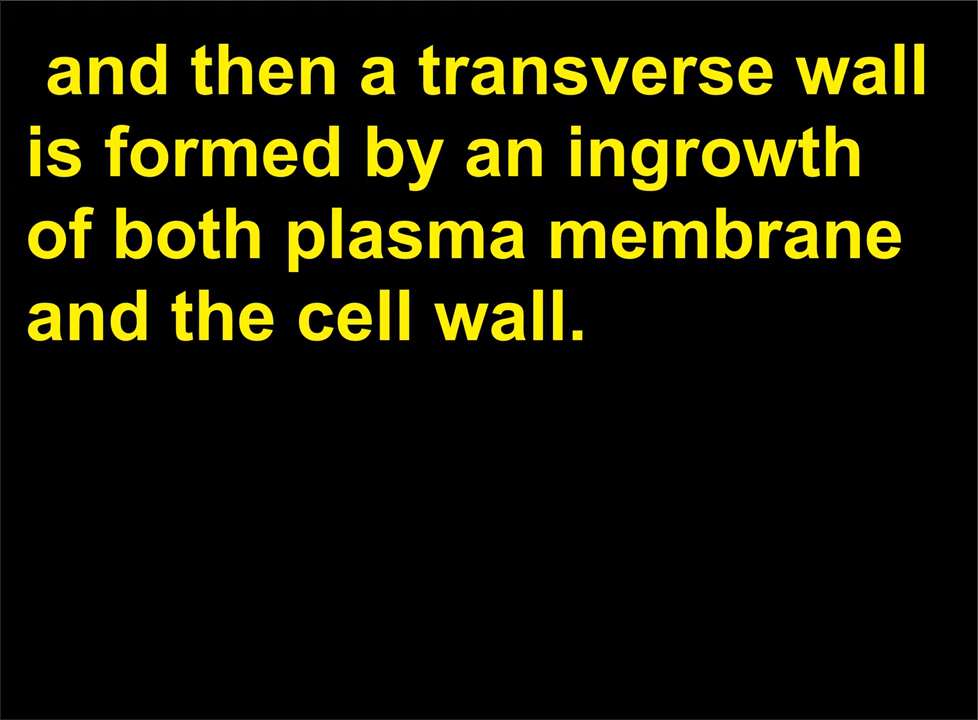 and then a transverse wall
is formed by an ingrowth
of both plasma membrane
and the cell wall.